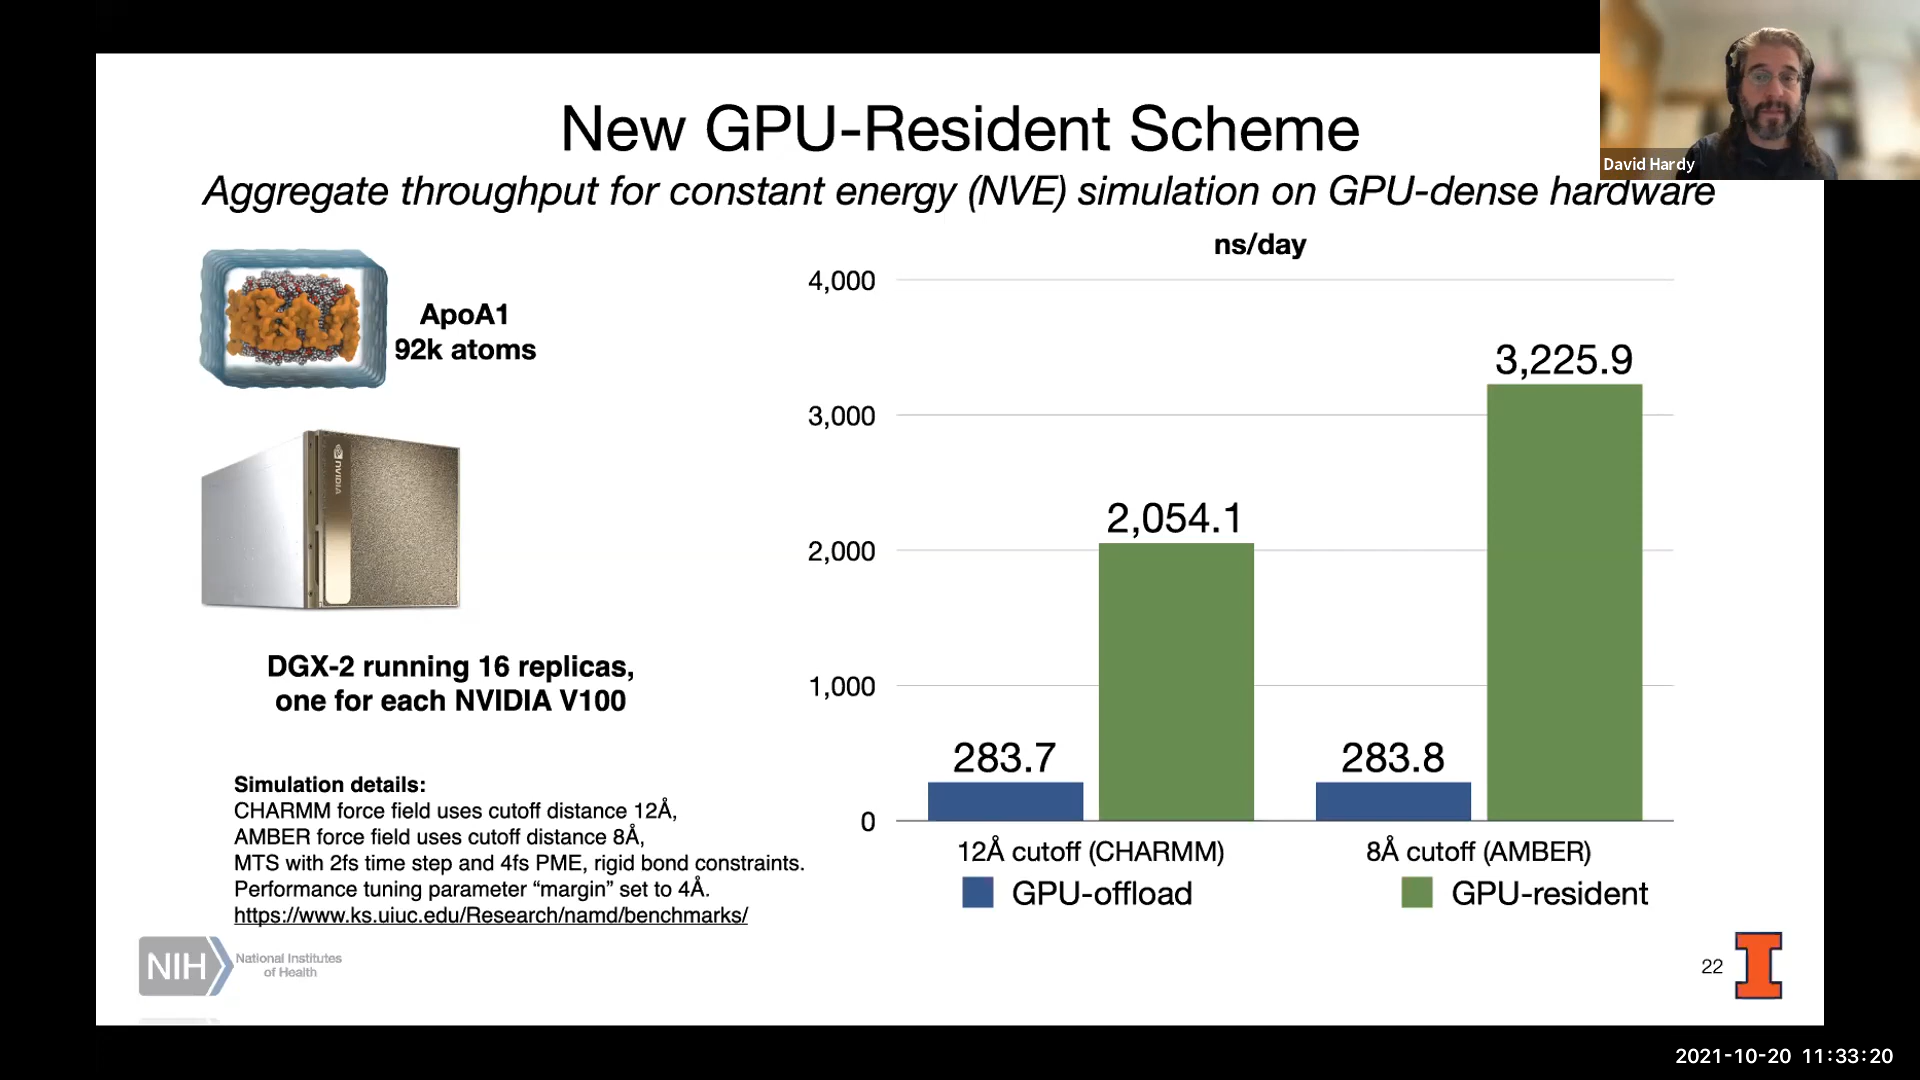 David Hardy
New GPU-Resident Scheme
Aggregate throughput for constant energy (NVE) simulation on GPU-dense hardware
ApoA1
92k atoms
NVIDIA
DGX-2 running 16 replicas,
one for each NVIDIA V100
Simulation details:
CHARMM force field uses cutoff distance 12Å,
AMBER force field uses cutoff distance 8Å,
MTS with 2fs time step and 4fs PME, rigid bond constraints.
Performance tuning parameter “margin” set to 4Å.
https://www.ks.uiuc.edu/Research/namd/benchmarks/
ns/day
4,000
3,000
2,000
1,000
0
283.7
2,054.1
283.8
3,225.9
12Å cutoff (CHARMM)
8Å cutoff (AMBER)
GPU-offload
GPU-resident
NIH
National Institutes
of Health
22
I
2021-10-20 11:33:20